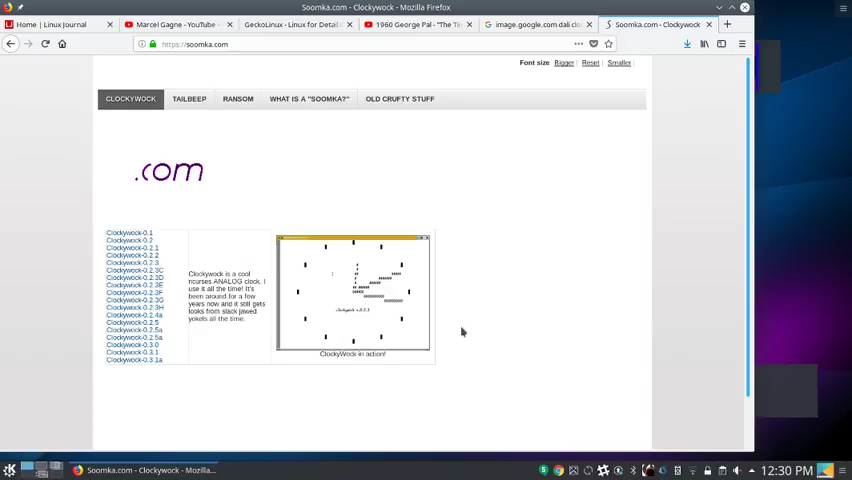 Soomka.com - Clockywock - Mozilla Firefox
Home | Linux Journal
Marcel Gagne - YouTube -
GeckoLinux - Linux for Detail
1960 George Pal - "The Ti
image.google.com dali clo
Soomka.com - Clockywock
https://soomka.com
Font size Bigger | Reset | Smaller |
CLOCKYWOCK TAILBEEP RANSOM WHAT IS A "SOOMKA?" OLD CRUFTY STUFF
.com
Clockywock-0.1
Clockywock-0.2
Clockywock-0.2.1
Clockywock-0.2.2
Clockywock-0.2.3
Clockywock-0.2.3C
Clockywock-0.2.3D
Clockywock-0.2.3E
Clockywock-0.2.3F
Clockywock-0.2.3G
Clockywock-0.2.3H
Clockywock-0.2.4a
Clockywock-0.2.5
Clockywock-0.2.5a
Clockywock-0.2.5a
Clockywock-0.3.0
Clockywock-0.3.1
Clockywock-0.3.1a
Clockywock is a cool
ncurses ANALOG clock. I
use it all the time! It's
been around for a few
years now and it still gets
looks from slack jawed
yokels all the time.
ClockyWock in action!
Soomka.com - Clockywock - Mozilla...
12:30 PM